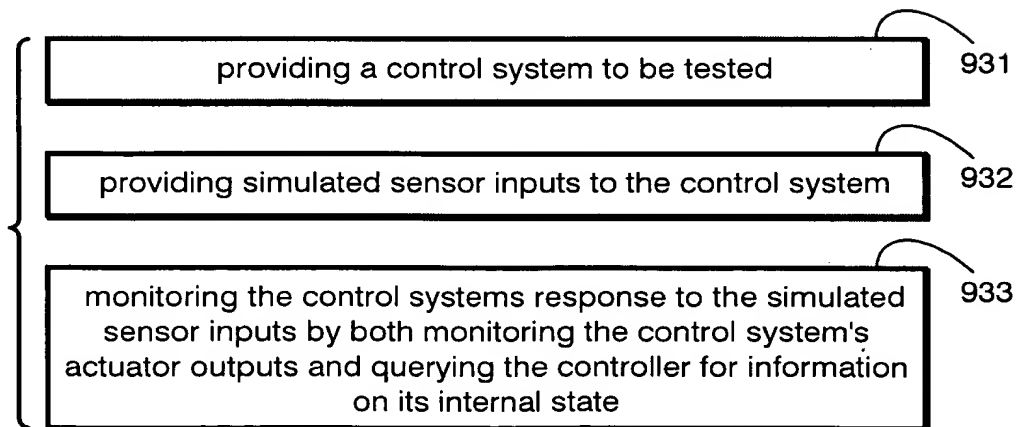 providing a control system to be tested
931
providing simulated sensor inputs to the control system
932
monitoring the control systems response to the simulated
sensor inputs by both monitoring the control system's
actuator outputs and querying the controller for information
on its internal state
933